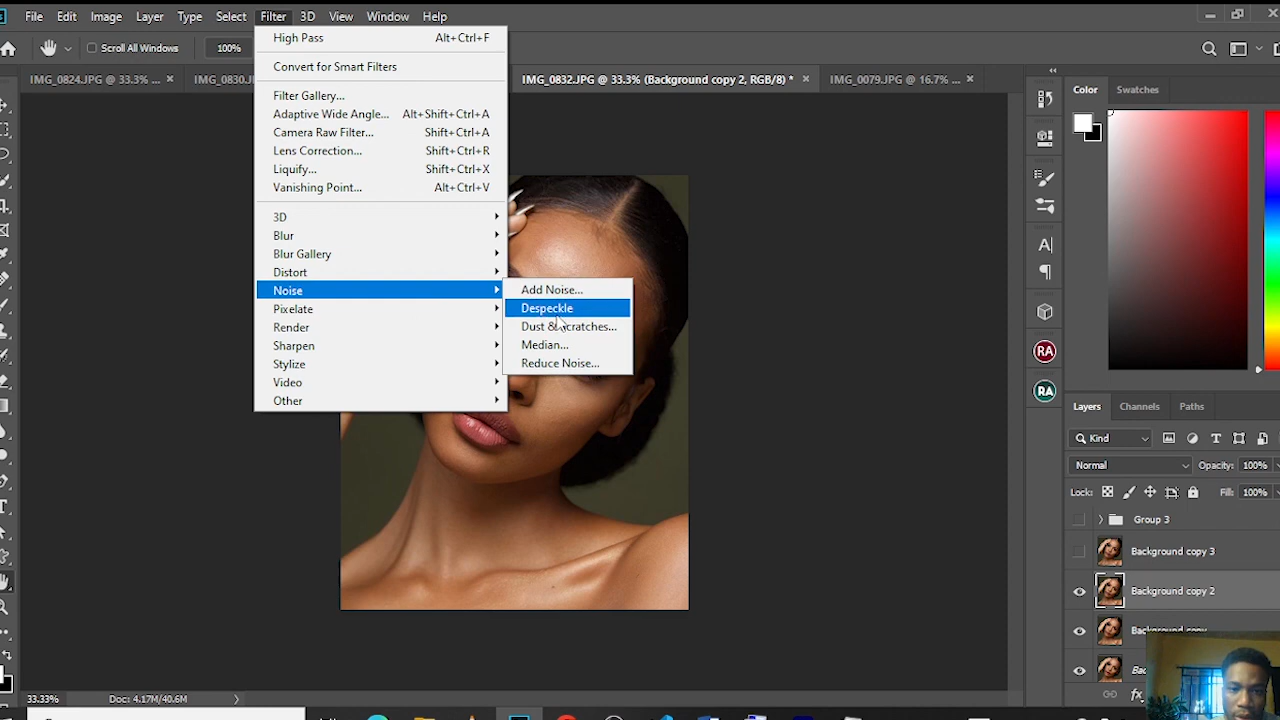 File Edit Image Layer Type Select Filter 3D View Window Help
Scroll All Windows 100%
IMG_0824.JPG @ 33.3% ... × IMG_0830. IMG_0832.JPG @ 33.3% (Background copy 2, RGB/8) * × IMG_0079.JPG @ 16.7% ... ×
High Pass Alt+Ctrl+F
Convert for Smart Filters
Filter Gallery...
Adaptive Wide Angle... Alt+Shift+Ctrl+A
Camera Raw Filter... Shift+Ctrl+A
Lens Correction... Shift+Ctrl+R
Liquify... Shift+Ctrl+X
Vanishing Point... Alt+Ctrl+V
3D
Blur
Blur Gallery
Distort
Noise
Pixelate
Render
Sharpen
Stylize
Video
Other
Add Noise...
Despeckle
Dust & Scratches...
Median...
Reduce Noise...
Color Swatches
RA
RA
Layers Channels Paths
Kind
Normal Opacity: 100%
Lock: Fill: 100%
Group 3
Background copy 3
Background copy 2
Background copy
fx
33.33% Doc: 4.17M/40.6M